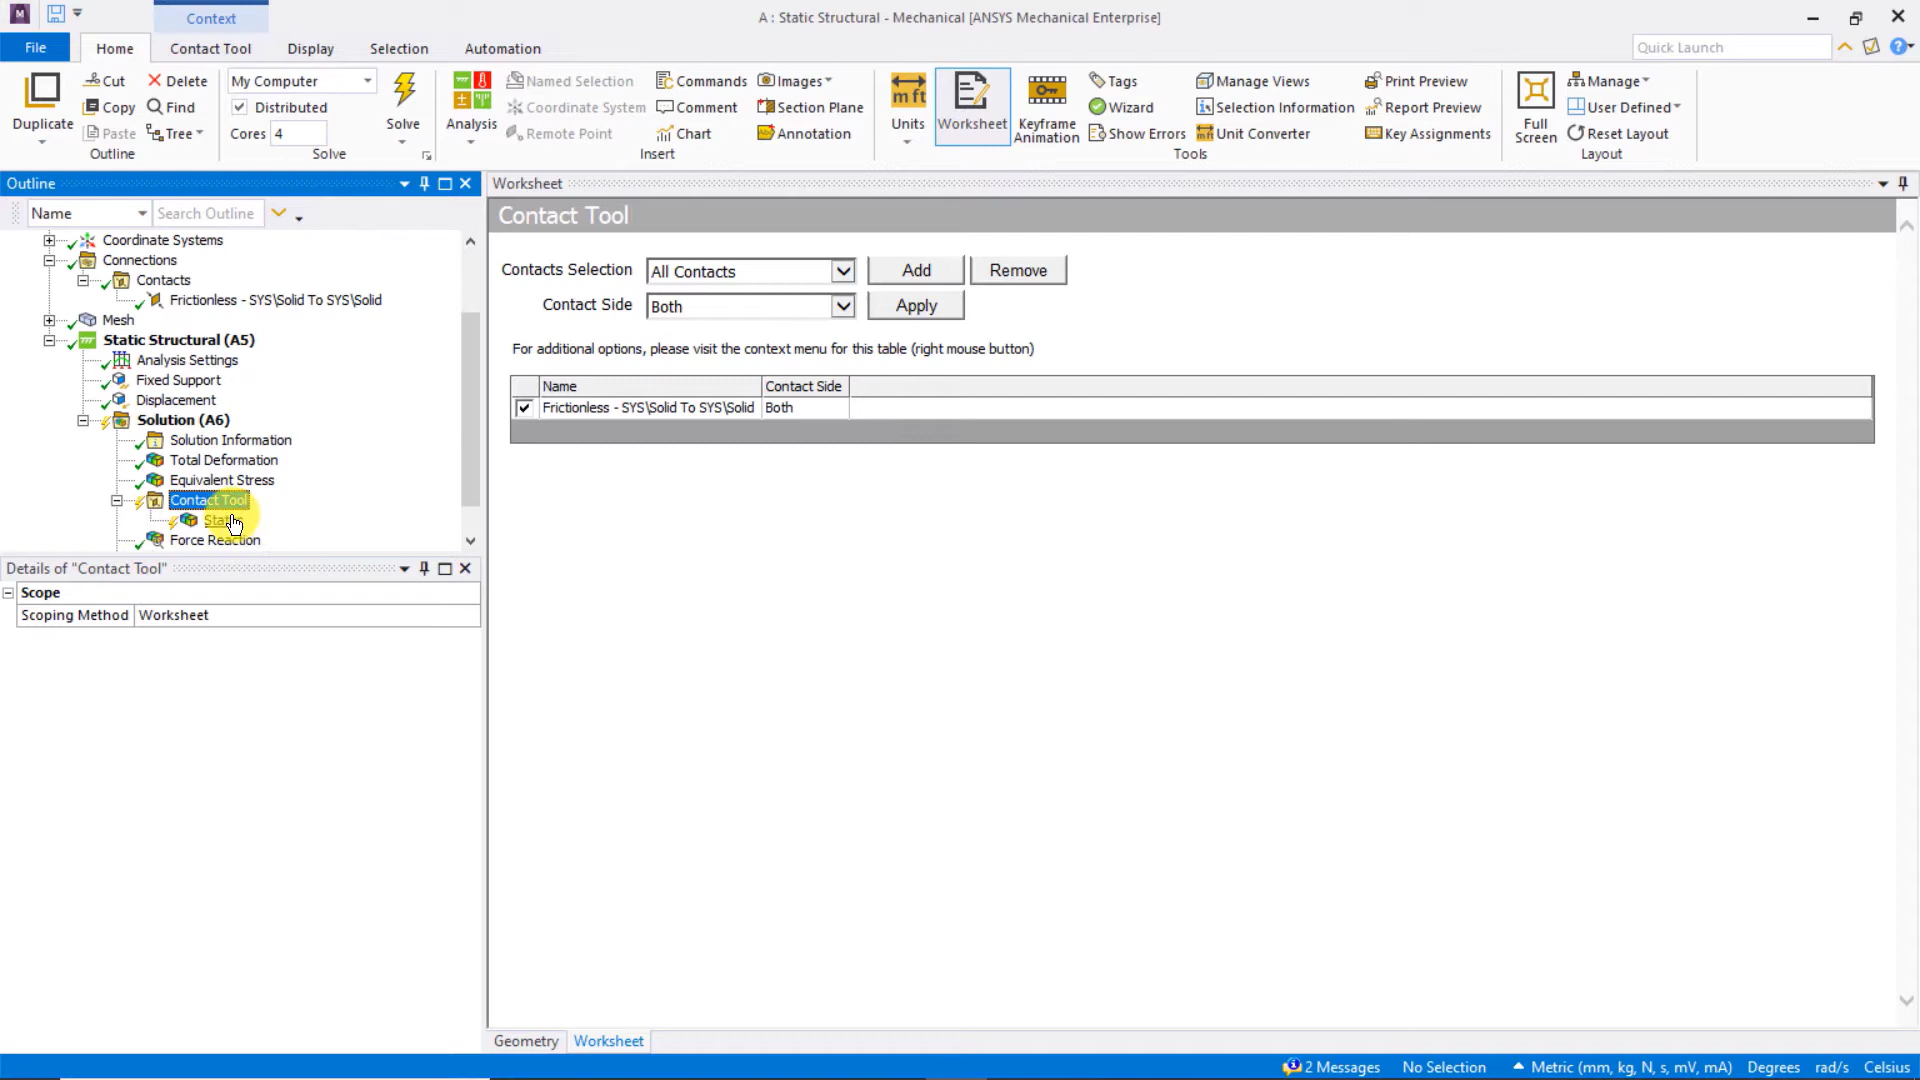 Context
A : Static Structural - Mechanical [ANSYS Mechanical Enterprise]
File Home Contact Tool Display Selection Automation Quick Launch
Duplicate
Cut
Copy
Paste
Delete
Find
Tree
Outline
My Computer
Distributed
Cores 4
Solve
Solve
Analysis
Named Selection
Coordinate System
Remote Point
Commands
Comment
Chart
Images
Section Plane
Annotation
Insert
Units
Worksheet
Keyframe
Animation
Tags
Wizard
Show Errors
Manage Views
Selection Information
Unit Converter
Print Preview
Report Preview
Key Assignments
Tools
Full
Screen
Manage
User Defined
Reset Layout
Layout
Outline
Name Search Outline
Coordinate Systems
Connections
Contacts
Frictionless - SYS\Solid To SYS\Solid
Mesh
Static Structural (A5)
Analysis Settings
Fixed Support
Displacement
Solution (A6)
Solution Information
Total Deformation
Equivalent Stress
Contact Tool
Force Reaction
Details of "Contact Tool"
Scope
Scoping Method Worksheet
Worksheet
Contact Tool
Contacts Selection All Contacts Add Remove
Contact Side Both Apply
For additional options, please visit the context menu for this table (right mouse button)
Name Contact Side
Frictionless - SYS\Solid To SYS\Solid Both
Geometry Worksheet
2 Messages No Selection Metric (mm, kg, N, s, mV, mA) Degrees rad/s Celsius